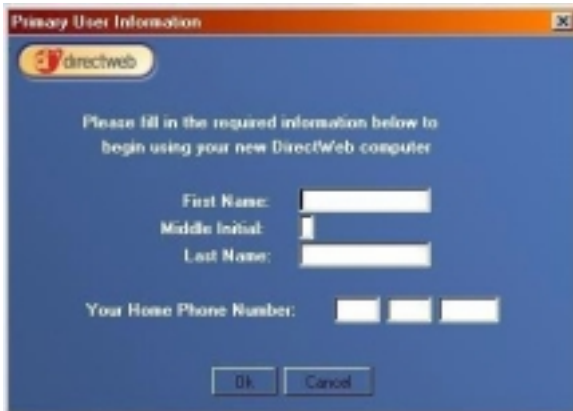 Primary User Information
directweb
Please fill in the required information below to
begin using your new DirectWeb computer
First Name:
Middle Initial:
Last Name:
Your Home Phone Number:
Ok Cancel